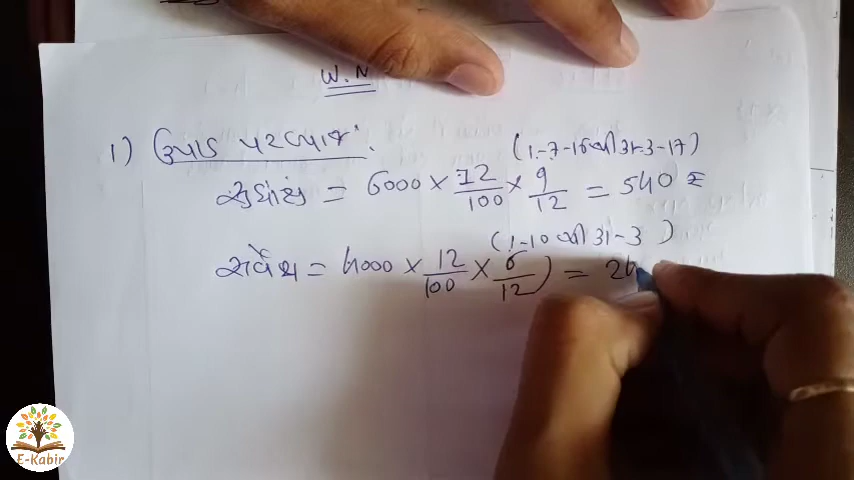 W.N
1) ઉપાડ પર વ્યાજ.
(1-7-16 થી 31-3-17)
સુધાંશુ = 6000 × 12/100 × 9/12 = 540 ₹
(1-10 થી 31-3 )
સર્વેશ = 4000 × 12/100 × 6/12) = 24
E-Kabir